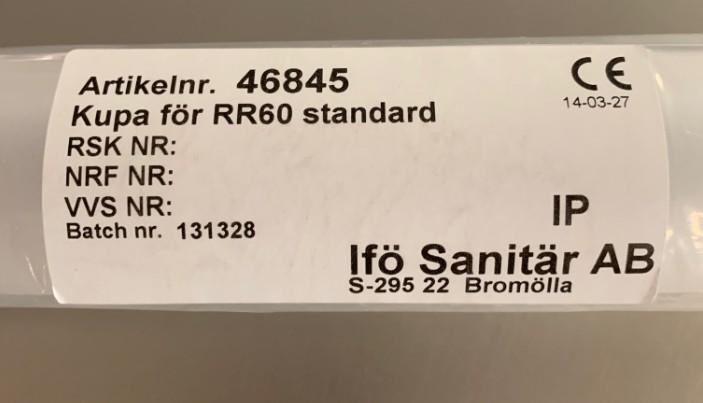 Artikelnr. 46845
CE
14-03-27
Kupa för RR60 standard
RSK NR:
NRF NR:
VVS NR:
IP
Batch nr. 131328
Ifö Sanitär AB
S-295 22 Bromölla